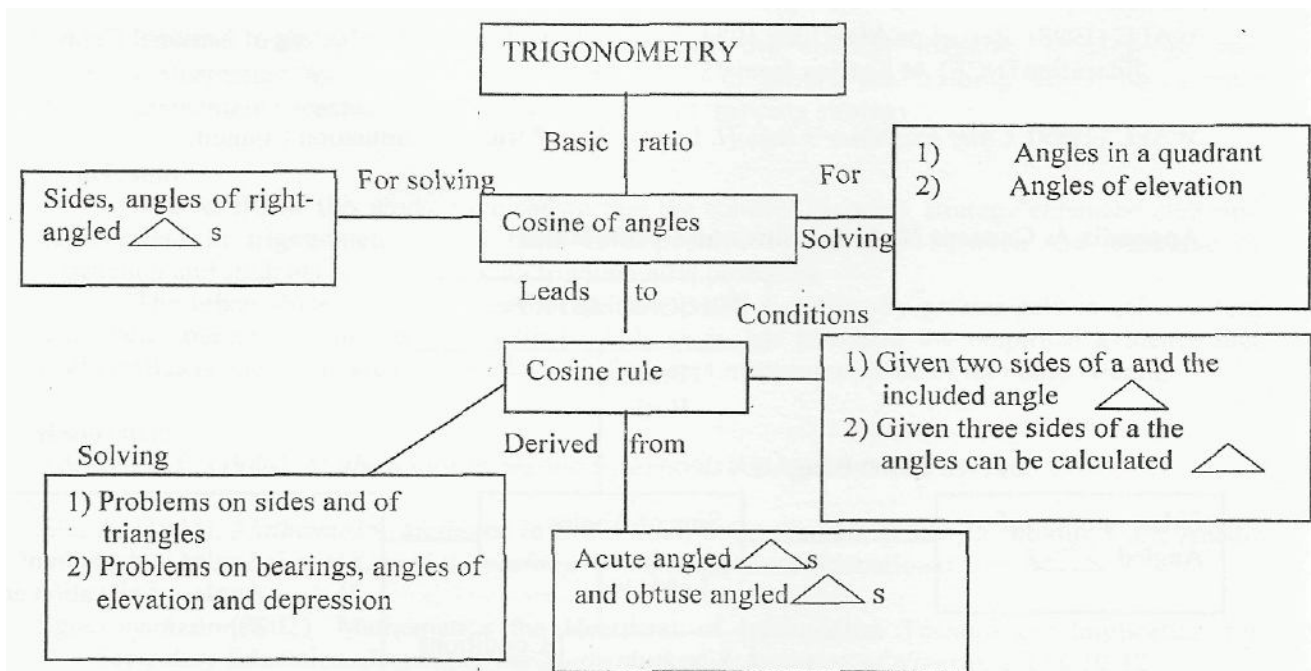 TRIGONOMETRY
Basic ratio
For solving
For
Solving
1) Angles in a quadrant
2) Angles of elevation
Sides, angles of right-
angled s
Cosine of angles
Leads to
Conditions
Cosine rule
1) Given two sides of a and the
included angle
2) Given three sides of a the
angles can be calculated
Derived from
Solving
1) Problems on sides and of
triangles
2) Problems on bearings, angles of
elevation and depression
Acute angled s
and obtuse angled s